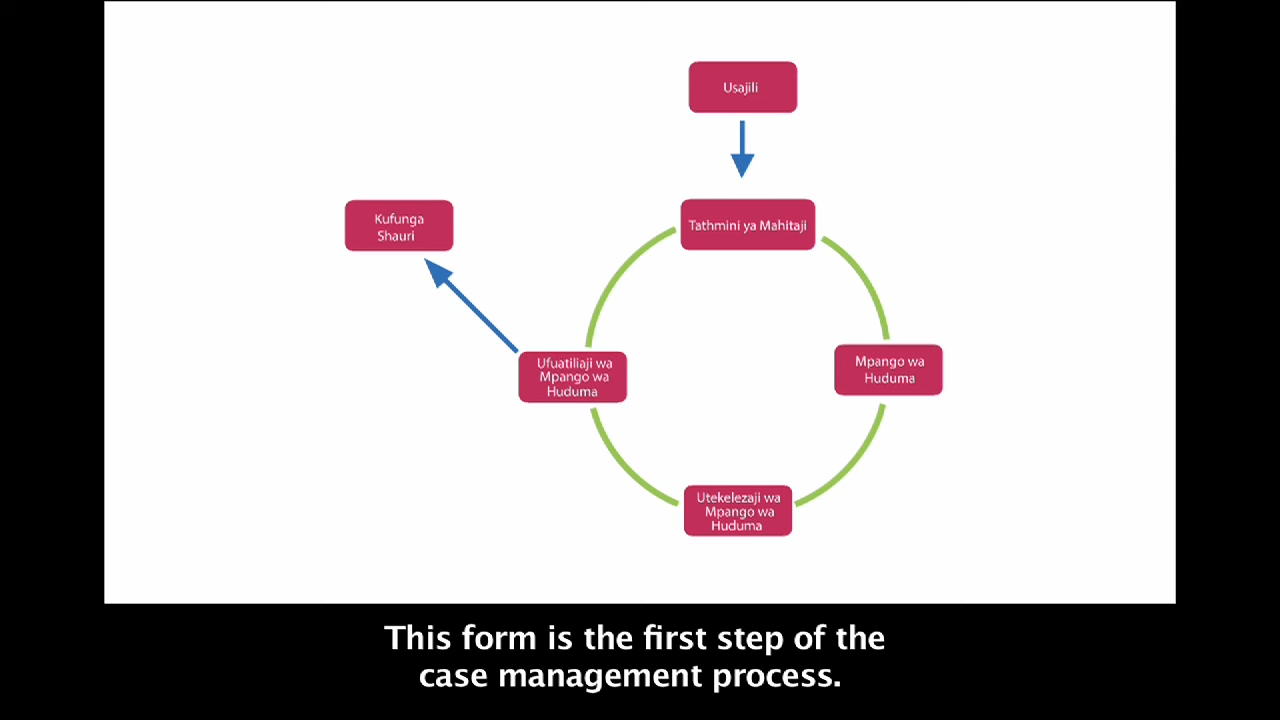 Usajili
Tathmini ya Mahitaji
Kufunga
Shauri
Mpango wa
Huduma
Ufuatiliaji wa
Mpango wa
Huduma
Utekelezaji wa
Mpango wa
Huduma
This form is the first step of the
case management process.